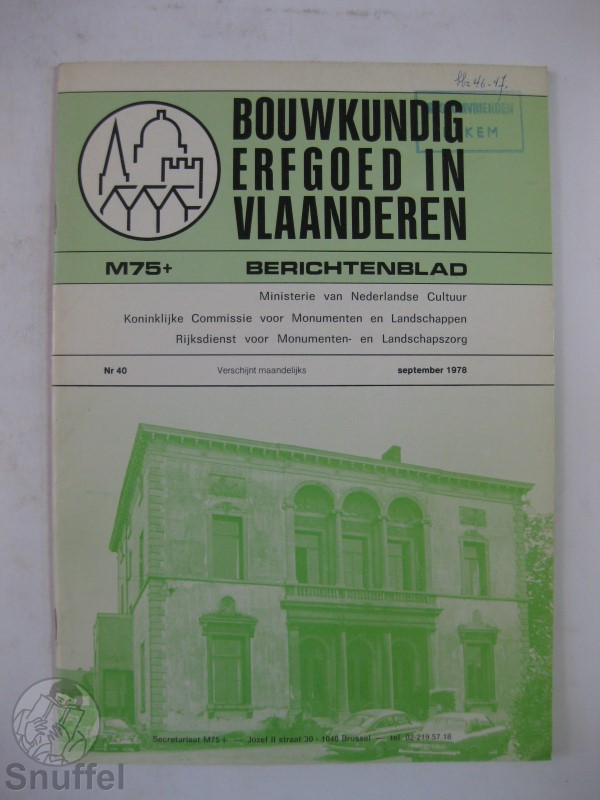 BOUWKUNDIG
ERFGOED IN
VLAANDEREN
KEM
M75+ BERICHTENBLAD
Ministerie van Nederlandse Cultuur
Koninklijke Commissie voor Monumenten en Landschappen
Rijksdienst voor Monumenten- en Landschapszorg
Nr 40 Verschijnt maandelijks september 1978
Secretariaat M75+ — Jozef II straat 30 - 1040 Brussel — tel. 02-219.57.18
Snuffel